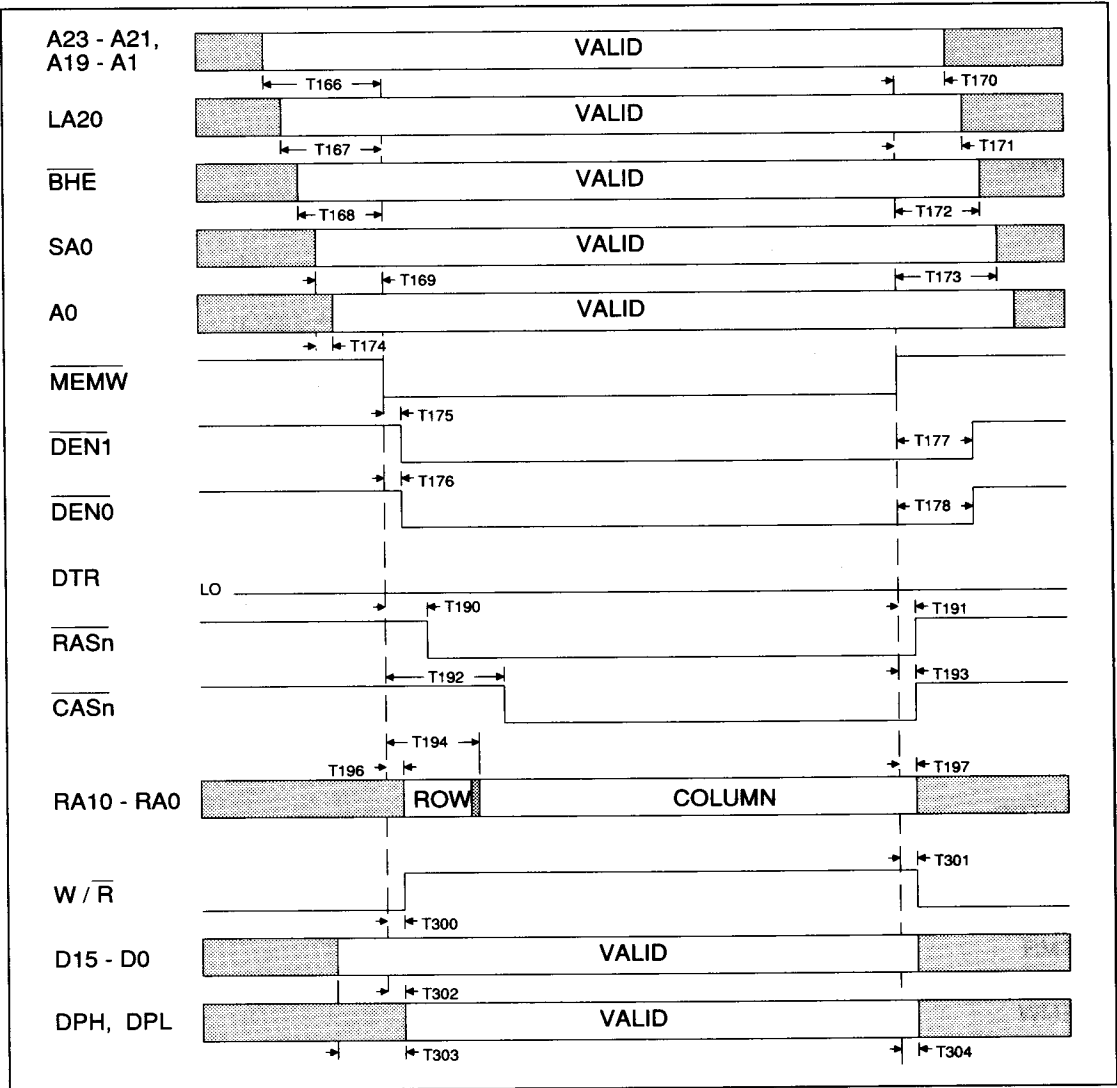 A23 - A21,
A19 - A1
VALID
T166
T170
LA20
VALID
T167
T171
BHE
VALID
T168
T172
SA0
VALID
T169
T173
A0
VALID
T174
MEMW
T175
DEN1
T177
T176
DEN0
T178
DTR
LO
T190
T191
RASn
T192
T193
CASn
T194
T196
T197
RA10 - RA0
ROW
COLUMN
T301
W / R
T300
D15 - D0
VALID
T302
DPH, DPL
VALID
T303
T304